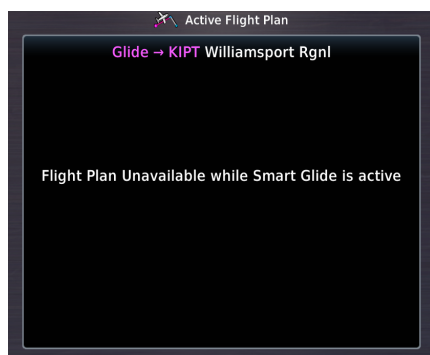 Active Flight Plan
Glide → KIPT Williamsport Rgnl
Flight Plan Unavailable while Smart Glide is active